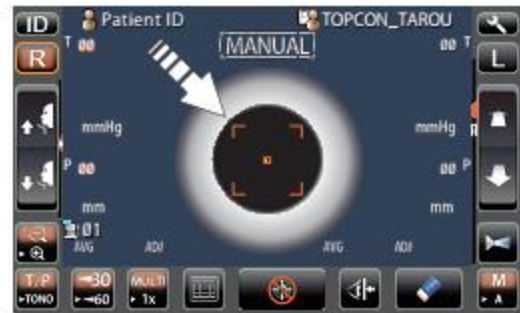 ID Patient ID TOPCON_TAROU
R T 00 MANUAL 00 T L
mmHg mmHg
P 00 00 P
mm mm
01
AVG ADJ AVG ADJ
T/P 30 MULTI M
TONO 60 1x A